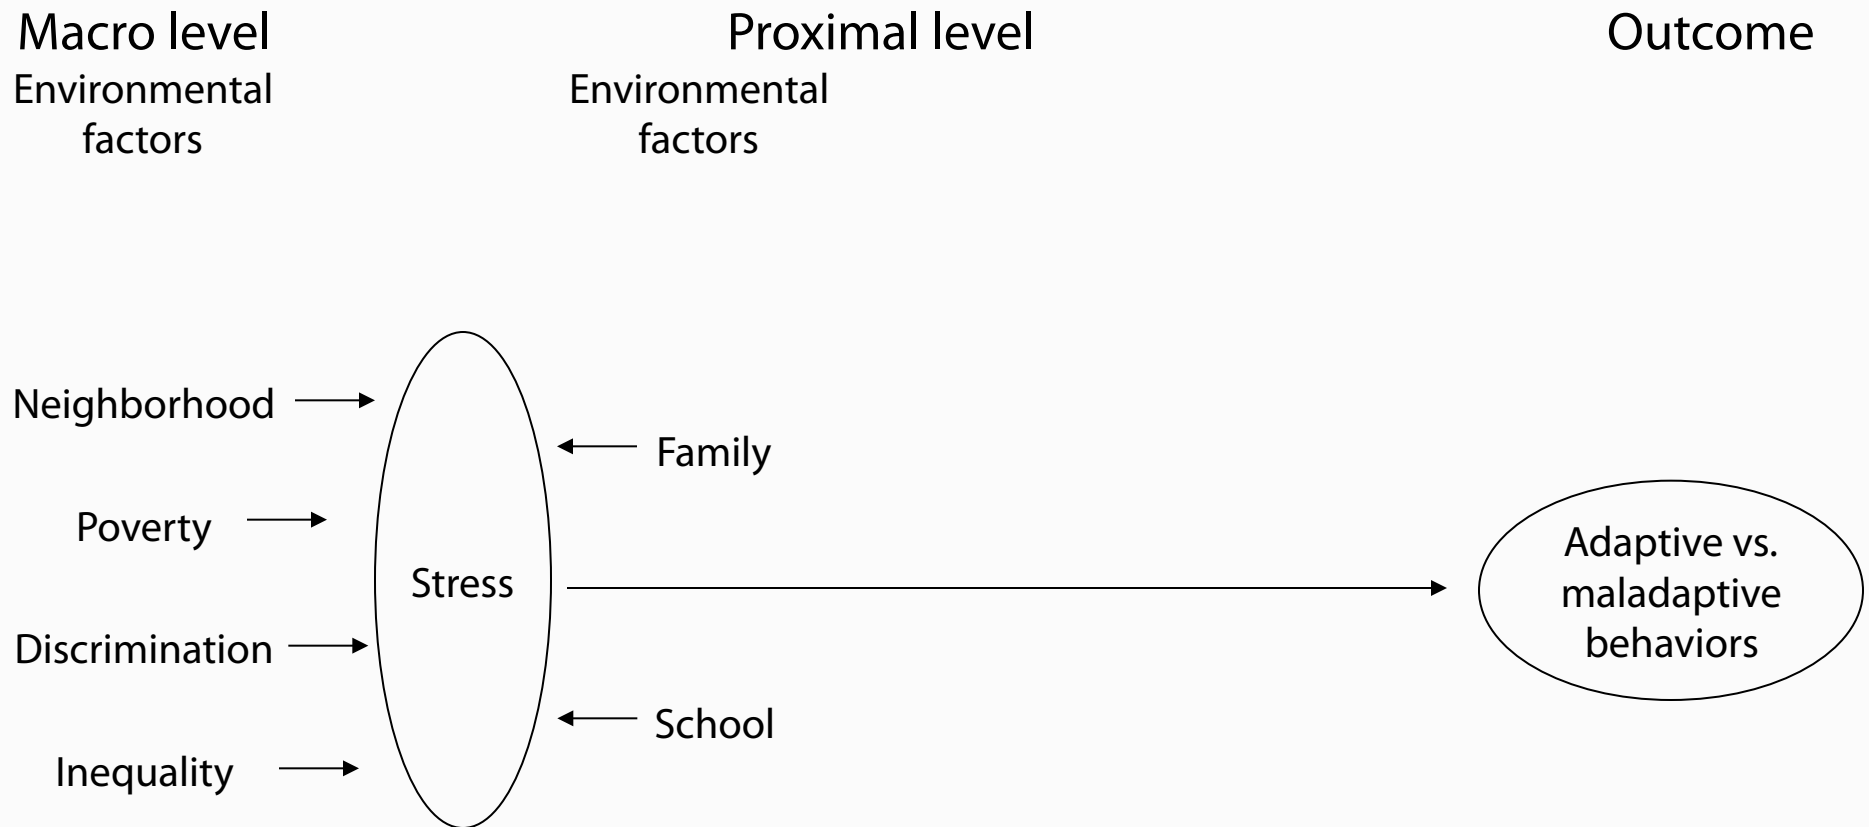 Macro level
Environmental
factors
Proximal level
Environmental
factors
Outcome
Neighborhood
Poverty
Discrimination
Inequality
Stress
Family
School
Adaptive vs.
maladaptive
behaviors